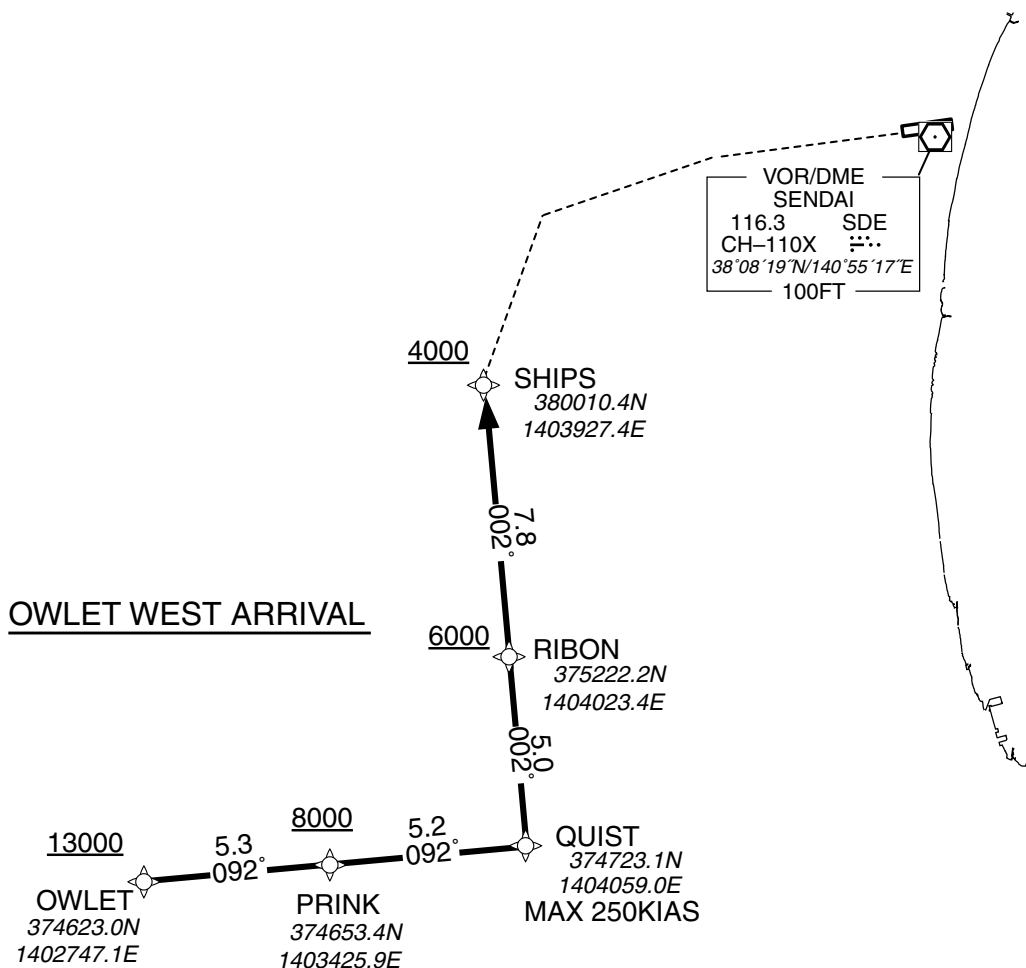 VOR/DME
SENDAI
116.3 SDE
CH–110X
38°08´19˝N/140°55´17˝E
100FT
4000
SHIPS
380010.4N
1403927.4E
7.8
002°
OWLET WEST ARRIVAL
6000
RIBON
375222.2N
1404023.4E
5.0
002°
13000
5.3
092°
8000
5.2
092°
QUIST
374723.1N
1404059.0E
MAX 250KIAS
OWLET
374623.0N
1402747.1E
PRINK
374653.4N
1403425.9E